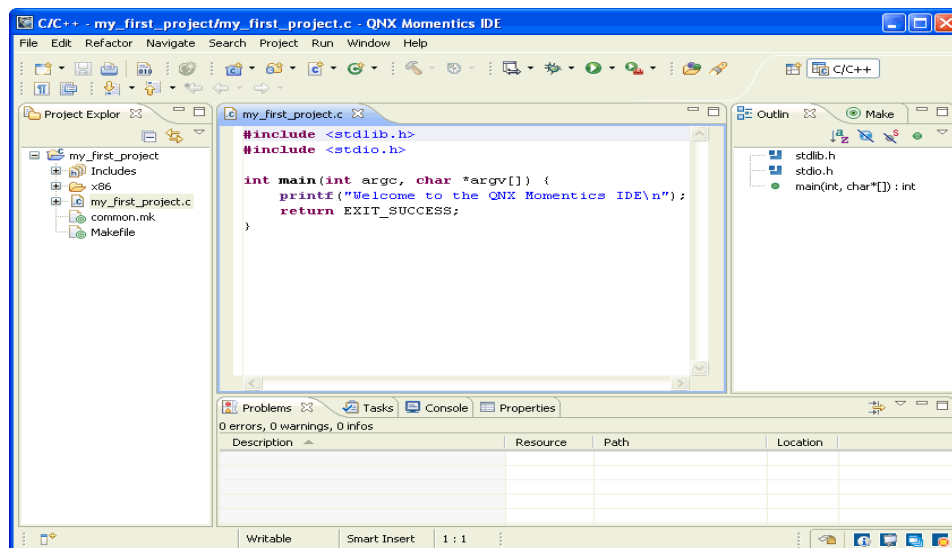 C/C++ - my_first_project/my_first_project.c - QNX Momentics IDE
File Edit Refactor Navigate Search Project Run Window Help
C/C++
Project Explor
my_first_project
Includes
x86
my_first_project.c
common.mk
Makefile
my_first_project.c
#include <stdlib.h>
#include <stdio.h>
int main(int argc, char *argv[]) {
printf("Welcome to the QNX Momentics IDE\n");
return EXIT_SUCCESS;
}
Outlin
Make
stdlib.h
stdio.h
main(int, char*[]) : int
Problems Tasks Console Properties
0 errors, 0 warnings, 0 infos
Description Resource Path Location
Writable Smart Insert 1 : 1